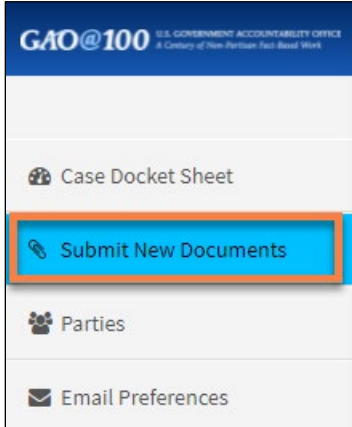 GAO@100 U.S. GOVERNMENT ACCOUNTABILITY OFFICE
A Century of Non-Partisan Fact-Based Work
Case Docket Sheet
Submit New Documents
Parties
Email Preferences